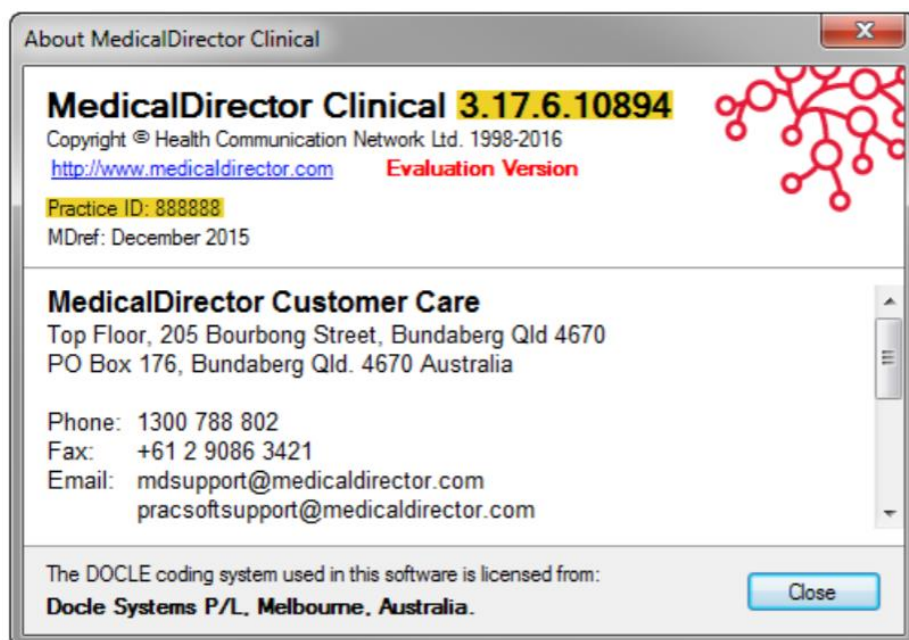 About MedicalDirector Clinical
MedicalDirector Clinical 3.17.6.10894
Copyright © Health Communication Network Ltd. 1998-2016
http://www.medicaldirector.com Evaluation Version
Practice ID: 888888
MDref: December 2015
MedicalDirector Customer Care
Top Floor, 205 Bourbong Street, Bundaberg Qld 4670
PO Box 176, Bundaberg Qld. 4670 Australia
Phone: 1300 788 802
Fax: +61 2 9086 3421
Email: mdsupport@medicaldirector.com
pracsoftsupport@medicaldirector.com
The DOCLE coding system used in this software is licensed from:
Docle Systems P/L, Melbourne, Australia.
Close